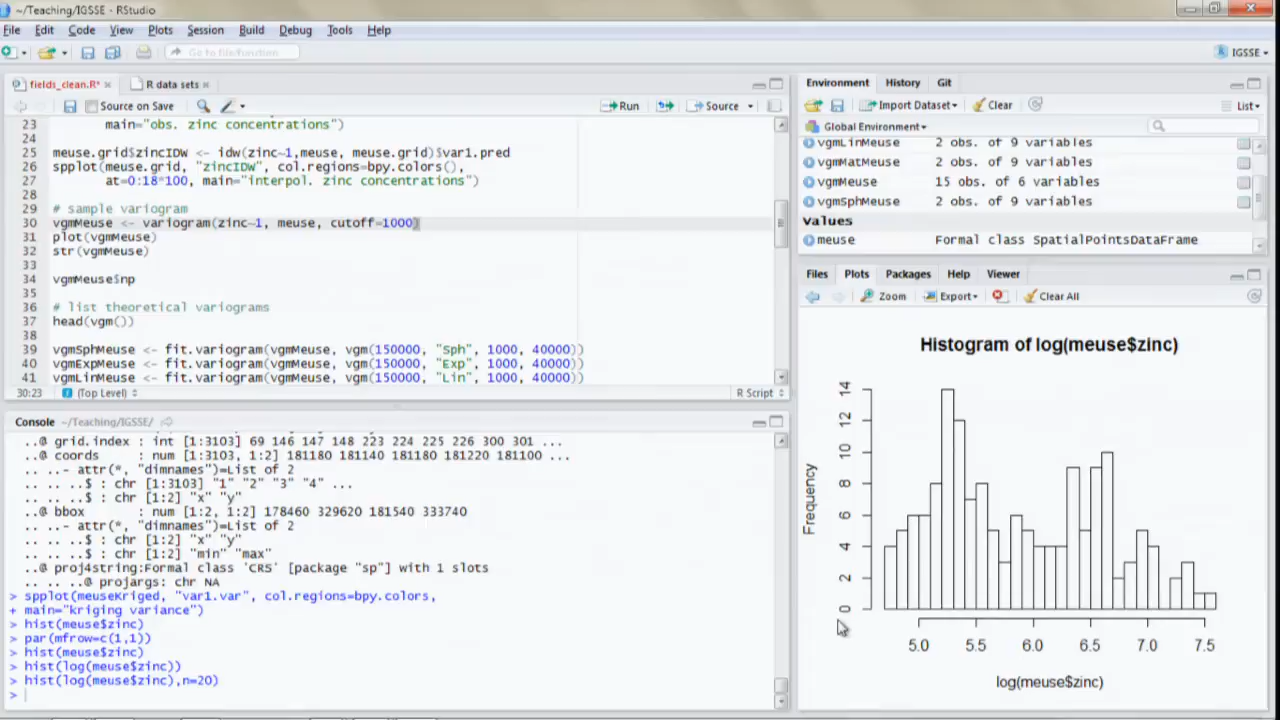 ~/Teaching/IGSSE - RStudio
File Edit Code View Plots Session Build Debug Tools Help
Go to file/function
IGSSE
fields_clean.R* R data sets
Source on Save Run Source
23 main="obs. zinc concentrations")
24
25 meuse.grid$zincIDW <- idw(zinc~1,meuse, meuse.grid)$var1.pred
26 spplot(meuse.grid, "zincIDW", col.regions=bpy.colors(),
27 at=0:18*100, main="interpol. zinc concentrations")
28
29 # sample variogram
30 vgmMeuse <- variogram(zinc~1, meuse, cutoff=1000)
31 plot(vgmMeuse)
32 str(vgmMeuse)
33
34 vgmMeuse$np
35
36 # list theoretical variograms
37 head(vgm())
38
39 vgmSphMeuse <- fit.variogram(vgmMeuse, vgm(150000, "Sph", 1000, 40000))
40 vgmExpMeuse <- fit.variogram(vgmMeuse, vgm(150000, "Exp", 1000, 40000))
41 vgmLinMeuse <- fit.variogram(vgmMeuse, vgm(150000, "Lin", 1000, 40000))
30:23 (Top Level) R Script
Console ~/Teaching/IGSSE/
..@ grid.index : int [1:3103] 69 146 147 148 223 224 225 226 300 301 ...
..@ coords : num [1:3103, 1:2] 181180 181140 181180 181220 181100 ...
.. ..- attr(*, "dimnames")=List of 2
.. .. ..$ : chr [1:3103] "1" "2" "3" "4" ...
.. .. ..$ : chr [1:2] "x" "y"
..@ bbox : num [1:2, 1:2] 178460 329620 181540 333740
.. ..- attr(*, "dimnames")=List of 2
.. .. ..$ : chr [1:2] "x" "y"
.. .. ..$ : chr [1:2] "min" "max"
..@ proj4string:Formal class 'CRS' [package "sp"] with 1 slots
.. .. ..@ projargs: chr NA
> spplot(meuseKriged, "var1.var", col.regions=bpy.colors,
+ main="kriging variance")
> hist(meuse$zinc)
> par(mfrow=c(1,1))
> hist(meuse$zinc)
> hist(log(meuse$zinc))
> hist(log(meuse$zinc),n=20)
>
Environment History Git
Import Dataset Clear List
Global Environment
vgmLinMeuse 2 obs. of 9 variables
vgmMatMeuse 2 obs. of 9 variables
vgmMeuse 15 obs. of 6 variables
vgmSphMeuse 2 obs. of 9 variables
values
meuse Formal class SpatialPointsDataFrame
Files Plots Packages Help Viewer
Zoom Export Clear All
Histogram of log(meuse$zinc)
Frequency
0 2 4 6 8 10 12 14
5.0 5.5 6.0 6.5 7.0 7.5
log(meuse$zinc)